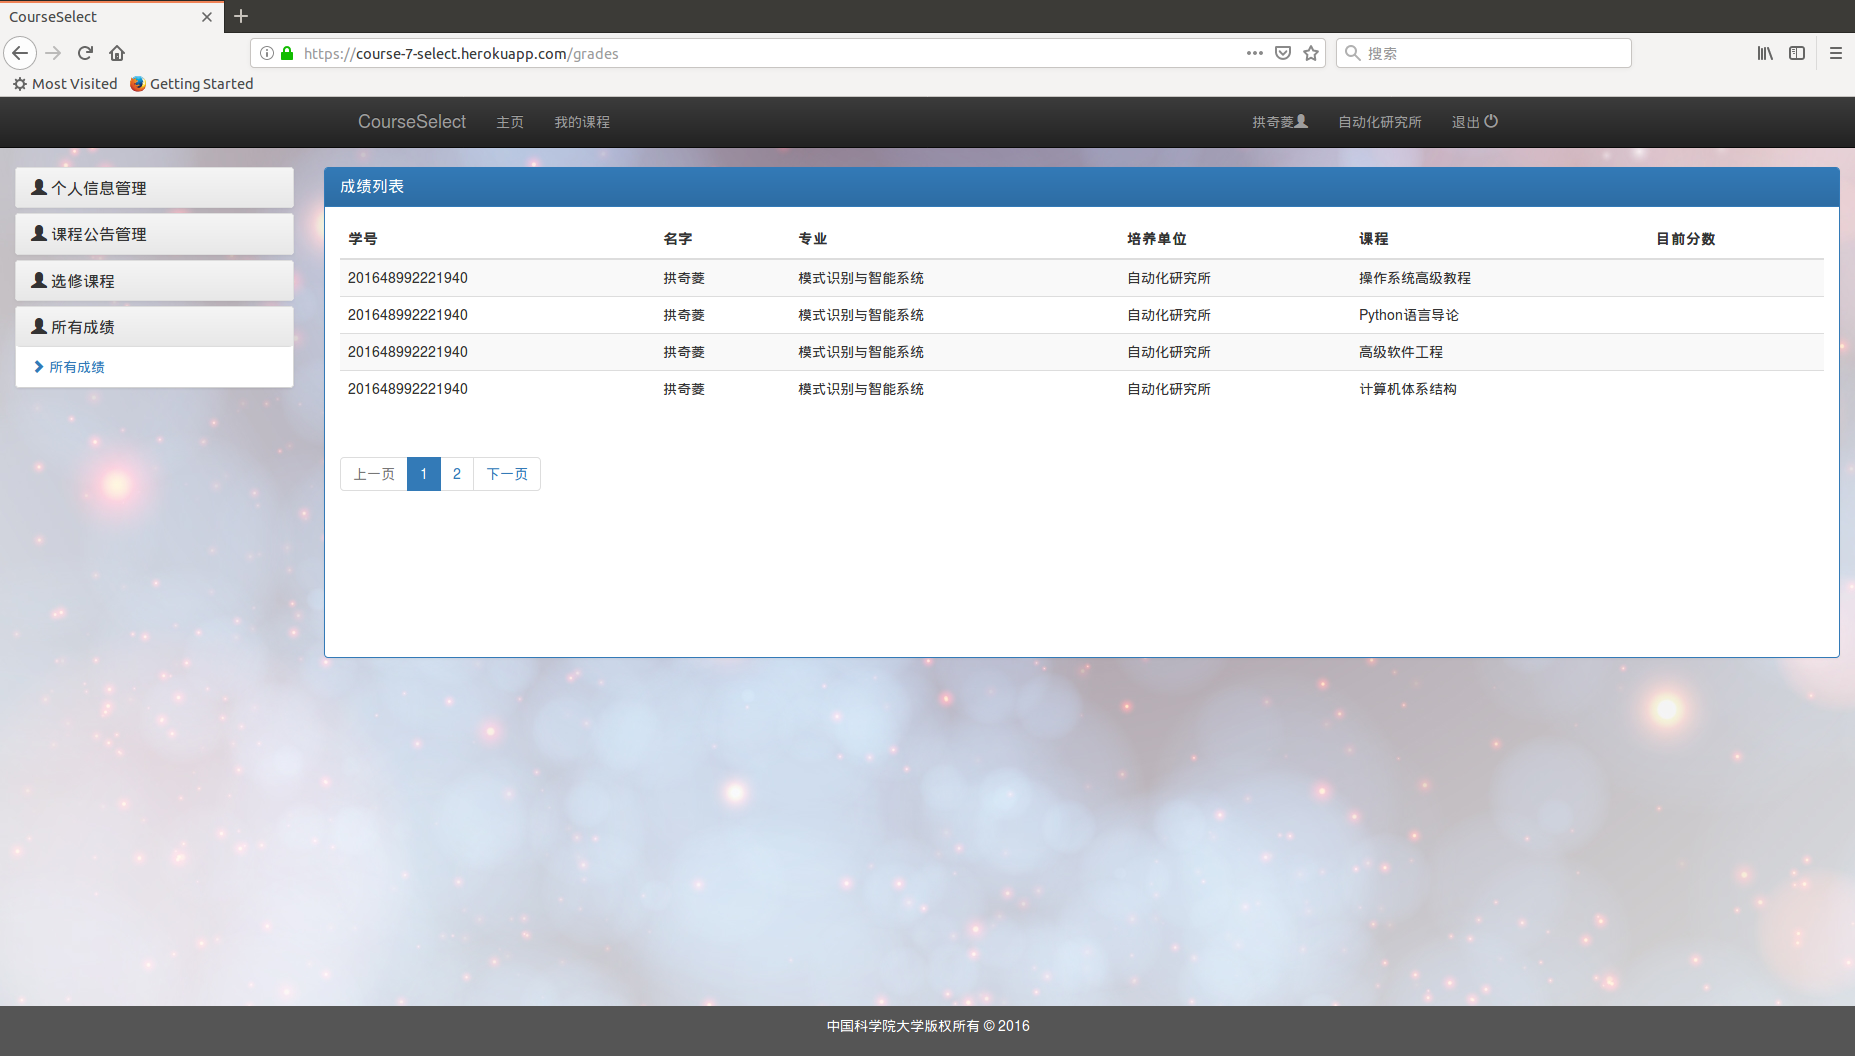 CourseSelect
https://course-7-select.herokuapp.com/grades
搜索
Most Visited Getting Started
CourseSelect 主页 我的课程 拱奇菱 自动化研究所 退出
个人信息管理
课程公告管理
选修课程
所有成绩
所有成绩
成绩列表
学号 名字 专业 培养单位 课程 目前分数
201648992221940 拱奇菱 模式识别与智能系统 自动化研究所 操作系统高级教程
201648992221940 拱奇菱 模式识别与智能系统 自动化研究所 Python语言导论
201648992221940 拱奇菱 模式识别与智能系统 自动化研究所 高级软件工程
201648992221940 拱奇菱 模式识别与智能系统 自动化研究所 计算机体系结构
上一页 1 2 下一页
中国科学院大学版权所有 © 2016